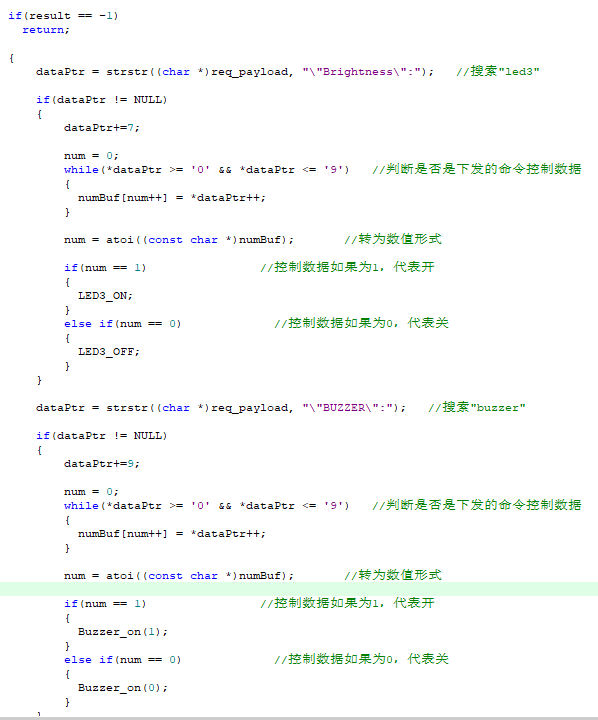 if(result == -1)
return;
{
dataPtr = strstr((char *)req_payload, "\"Brightness\":"); //搜索"led3"
if(dataPtr != NULL)
{
dataPtr+=7;
num = 0;
while(*dataPtr >= '0' && *dataPtr <= '9') //判断是否是下发的命令控制数据
{
numBuf[num++] = *dataPtr++;
}
num = atoi((const char *)numBuf); //转为数值形式
if(num == 1) //控制数据如果为1，代表开
{
LED3_ON;
}
else if(num == 0) //控制数据如果为0，代表关
{
LED3_OFF;
}
}
dataPtr = strstr((char *)req_payload, "\"BUZZER\":"); //搜索"buzzer"
if(dataPtr != NULL)
{
dataPtr+=9;
num = 0;
while(*dataPtr >= '0' && *dataPtr <= '9') //判断是否是下发的命令控制数据
{
numBuf[num++] = *dataPtr++;
}
num = atoi((const char *)numBuf); //转为数值形式
if(num == 1) //控制数据如果为1，代表开
{
Buzzer_on(1);
}
else if(num == 0) //控制数据如果为0，代表关
{
Buzzer_on(0);
}
}